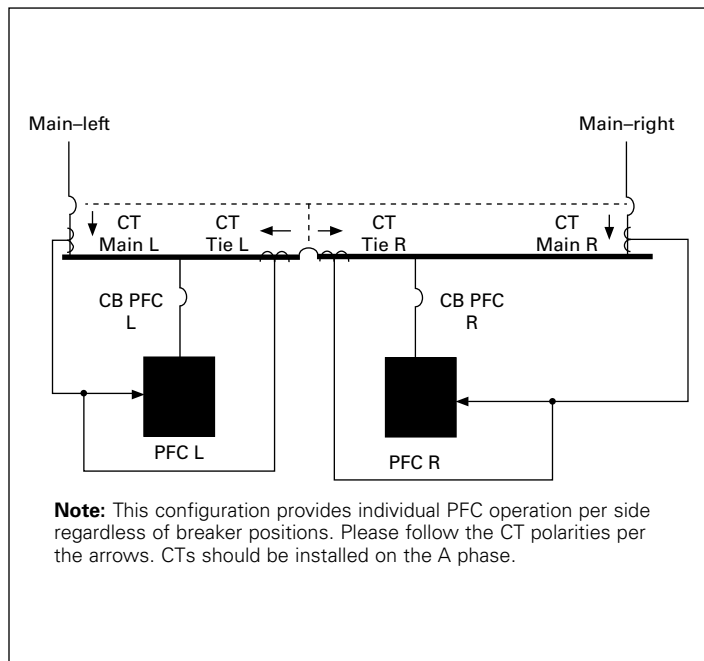 Main–left
Main–right
CT
Main L
CT
Tie L
CT
Tie R
CT
Main R
CB PFC
L
CB PFC
R
PFC L
PFC R
Note: This configuration provides individual PFC operation per side
regardless of breaker positions. Please follow the CT polarities per
the arrows. CTs should be installed on the A phase.